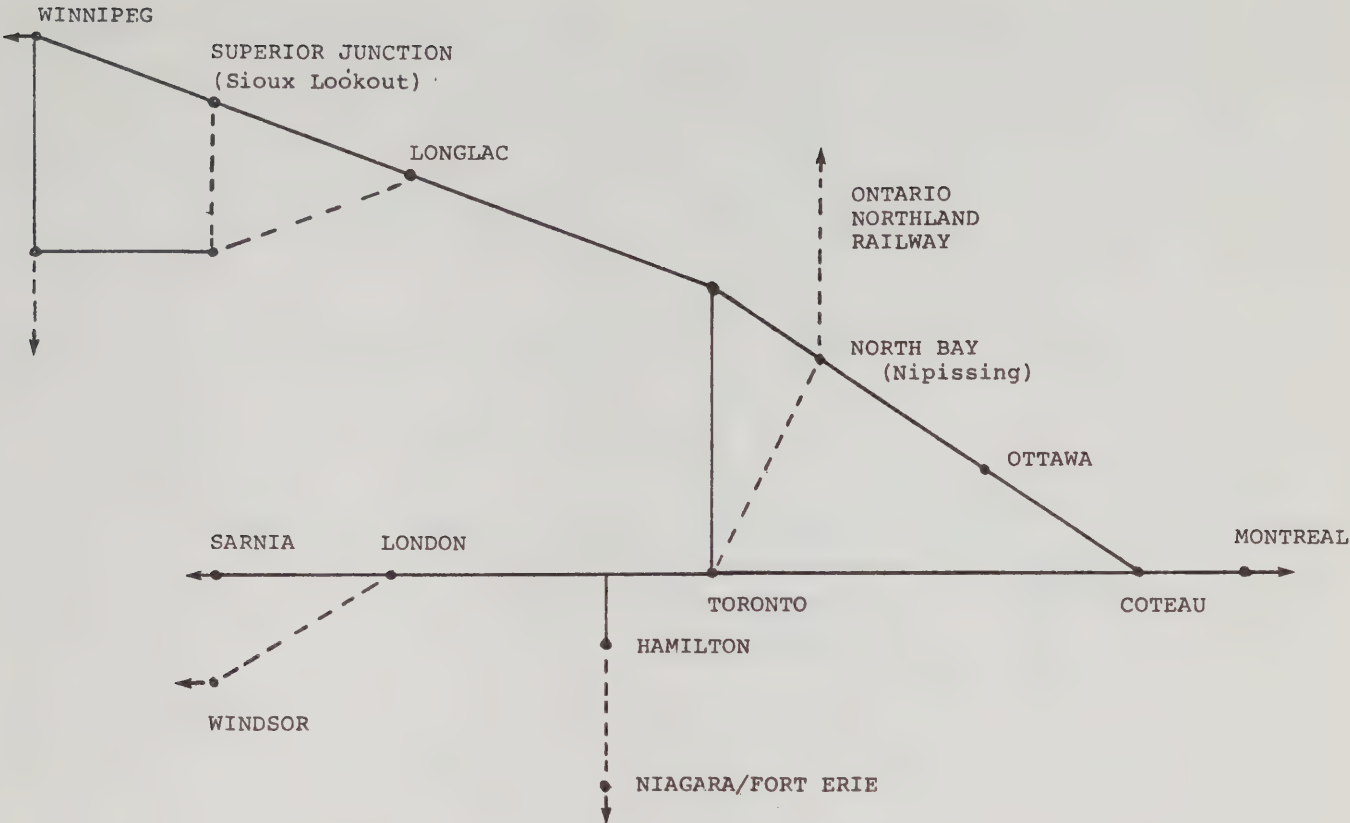 WINNIPEG
SUPERIOR JUNCTION
(Sioux Lookout)
LONGLAC
ONTARIO
NORTHLAND
RAILWAY
NORTH BAY
(Nipissing)
OTTAWA
SARNIA
LONDON
MONTREAL
TORONTO
COTEAU
HAMILTON
WINDSOR
NIAGARA/FORT ERIE